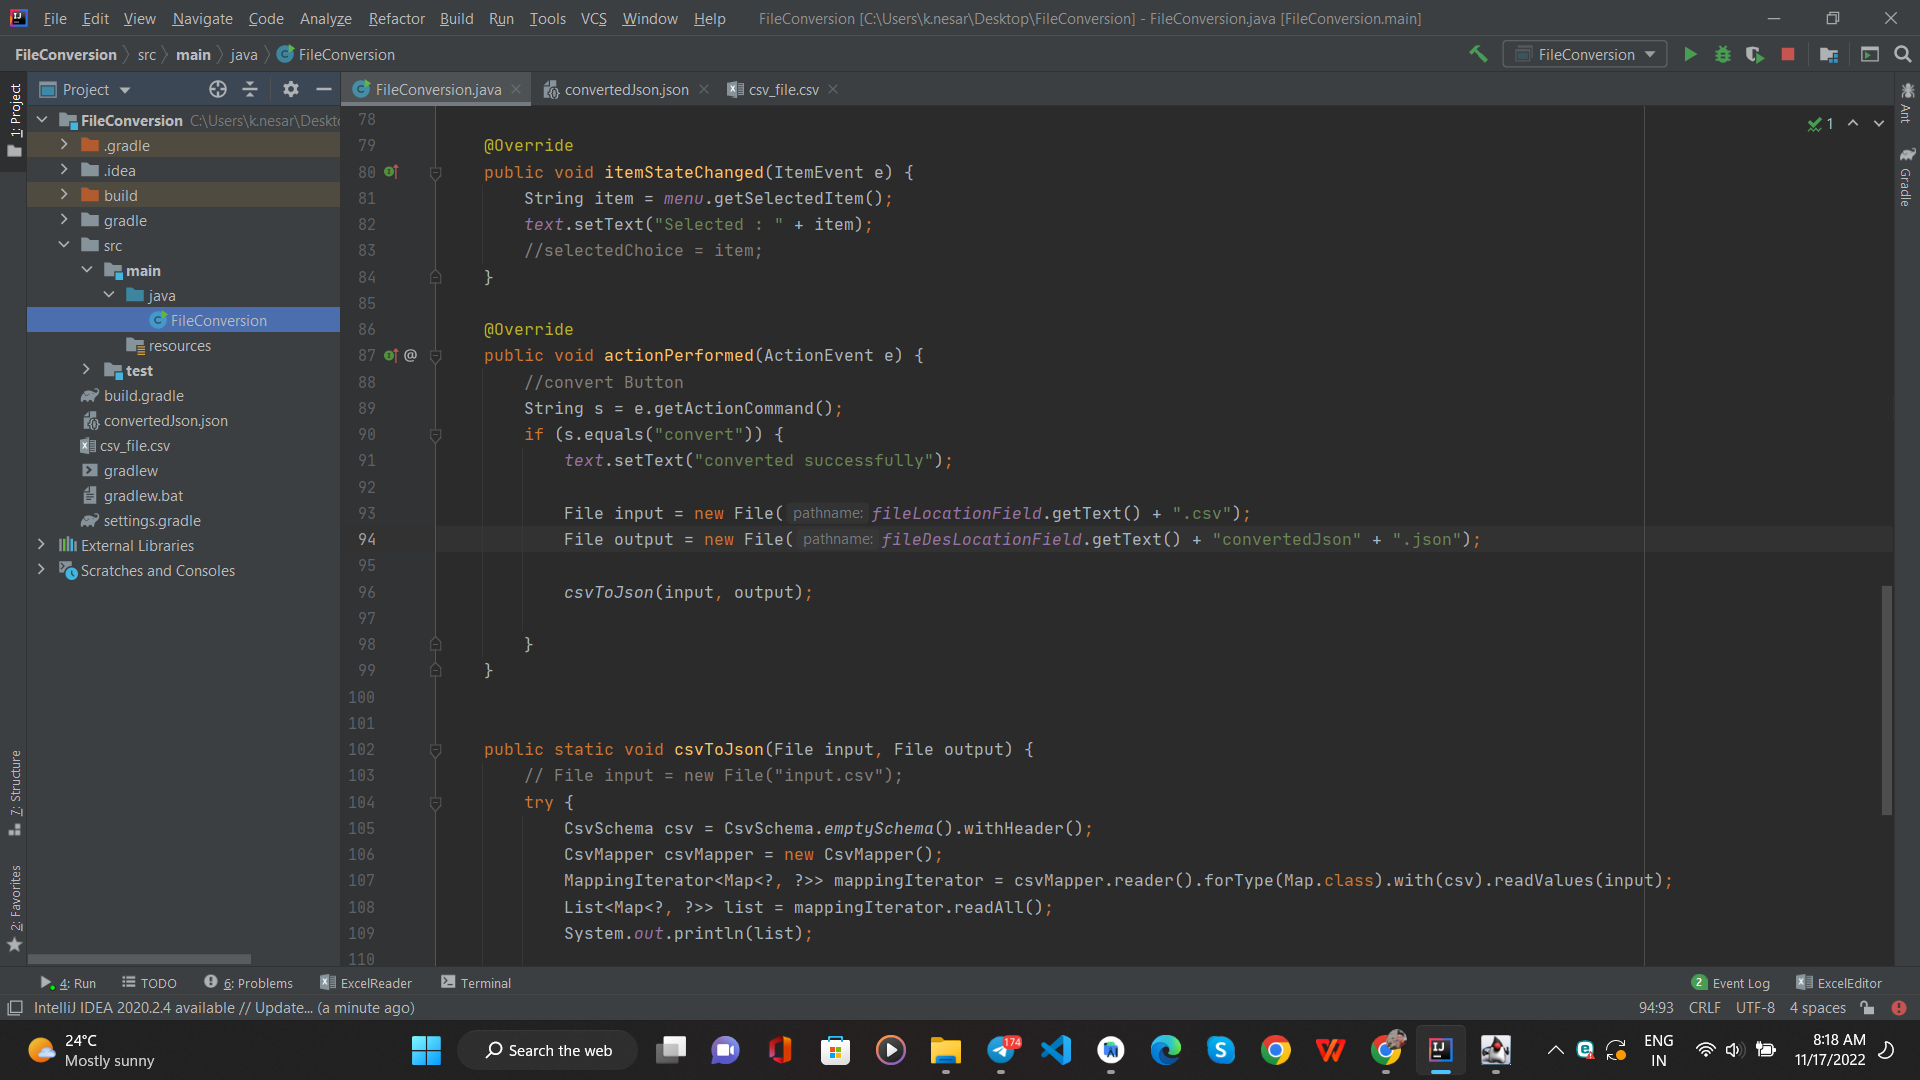 File Edit View Navigate Code Analyze Refactor Build Run Tools VCS Window Help FileConversion [C:\Users\k.nesar\Desktop\FileConversion] - FileConversion.java [FileConversion.main]
FileConversion src main java FileConversion FileConversion
Project FileConversion.java convertedJson.json csv_file.csv
1: Project
7: Structure
2: Favorites
FileConversion C:\Users\k.nesar\Deskt
.gradle
.idea
build
gradle
src
main
java
FileConversion
resources
test
build.gradle
convertedJson.json
csv_file.csv
gradlew
gradlew.bat
settings.gradle
External Libraries
Scratches and Consoles
78
79 @Override
80 public void itemStateChanged(ItemEvent e) {
81 String item = menu.getSelectedItem();
82 text.setText("Selected : " + item);
83 //selectedChoice = item;
84 }
85
86 @Override
87 @ public void actionPerformed(ActionEvent e) {
88 //convert Button
89 String s = e.getActionCommand();
90 if (s.equals("convert")) {
91 text.setText("converted successfully");
92
93 File input = new File( pathname: fileLocationField.getText() + ".csv");
94 File output = new File( pathname: fileDesLocationField.getText() + "convertedJson" + ".json");
95
96 csvToJson(input, output);
97
98 }
99 }
100
101
102 public static void csvToJson(File input, File output) {
103 // File input = new File("input.csv");
104 try {
105 CsvSchema csv = CsvSchema.emptySchema().withHeader();
106 CsvMapper csvMapper = new CsvMapper();
107 MappingIterator<Map<?, ?>> mappingIterator = csvMapper.reader().forType(Map.class).with(csv).readValues(input);
108 List<Map<?, ?>> list = mappingIterator.readAll();
109 System.out.println(list);
110
1
Ant
Gradle
4: Run TODO 6: Problems ExcelReader Terminal 2 Event Log ExcelEditor
IntelliJ IDEA 2020.2.4 available // Update... (a minute ago) 94:93 CRLF UTF-8 4 spaces
24°C
Mostly sunny
Search the web
174
ENG
IN
8:18 AM
11/17/2022